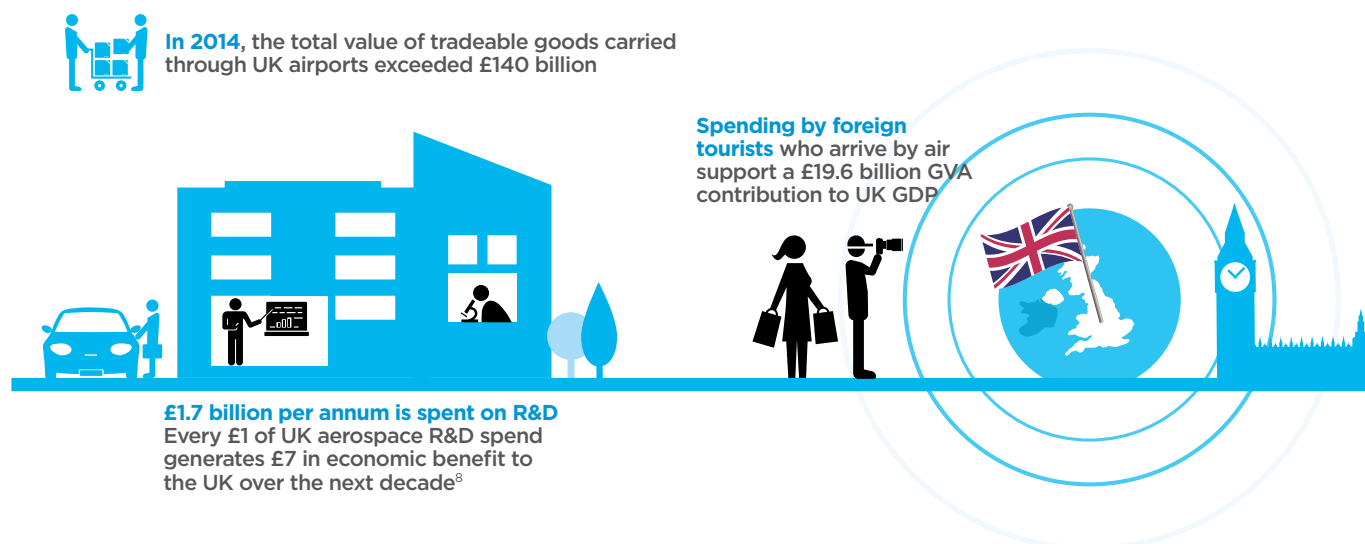 In 2014, the total value of tradeable goods carried
through UK airports exceeded £140 billion
Spending by foreign
tourists who arrive by air
support a £19.6 billion GVA
contribution to UK GDP
£1.7 billion per annum is spent on R&D
Every £1 of UK aerospace R&D spend
generates £7 in economic benefit to
the UK over the next decade⁸